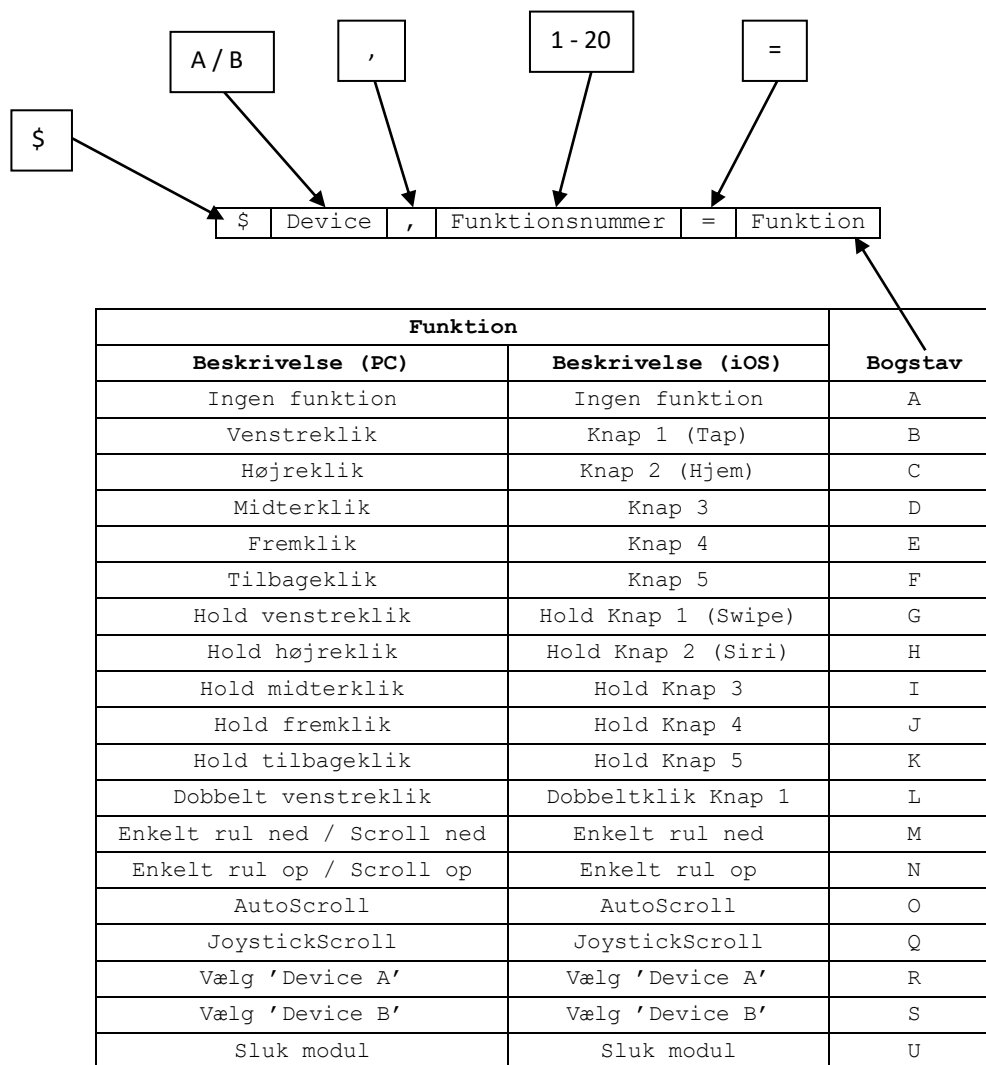 $
A / B
,
1 - 20
=
$ Device , Funktionsnummer = Funktion
Funktion
Beskrivelse (PC) Beskrivelse (iOS) Bogstav
Ingen funktion Ingen funktion A
Venstreklik Knap 1 (Tap) B
Højreklik Knap 2 (Hjem) C
Midterklik Knap 3 D
Fremklik Knap 4 E
Tilbageklik Knap 5 F
Hold venstreklik Hold Knap 1 (Swipe) G
Hold højreklik Hold Knap 2 (Siri) H
Hold midterklik Hold Knap 3 I
Hold fremklik Hold Knap 4 J
Hold tilbageklik Hold Knap 5 K
Dobbelt venstreklik Dobbeltklik Knap 1 L
Enkelt rul ned / Scroll ned Enkelt rul ned M
Enkelt rul op / Scroll op Enkelt rul op N
AutoScroll AutoScroll O
JoystickScroll JoystickScroll Q
Vælg ’Device A’ Vælg ’Device A’ R
Vælg ’Device B’ Vælg ’Device B’ S
Sluk modul Sluk modul U